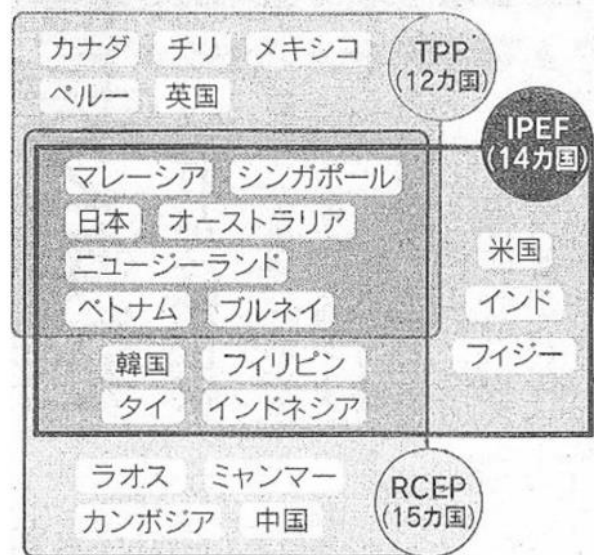 カナダ チリ メキシコ
TPP
(12カ国)
ペルー 英国
IPEF
(14カ国)
マレーシア シンガポール
日本 オーストラリア
ニュージーランド
ベトナム ブルネイ
米国
インド
フィジー
韓国 フィリピン
タイ インドネシア
ラオス ミャンマー
カンボジア 中国
RCEP
(15カ国)